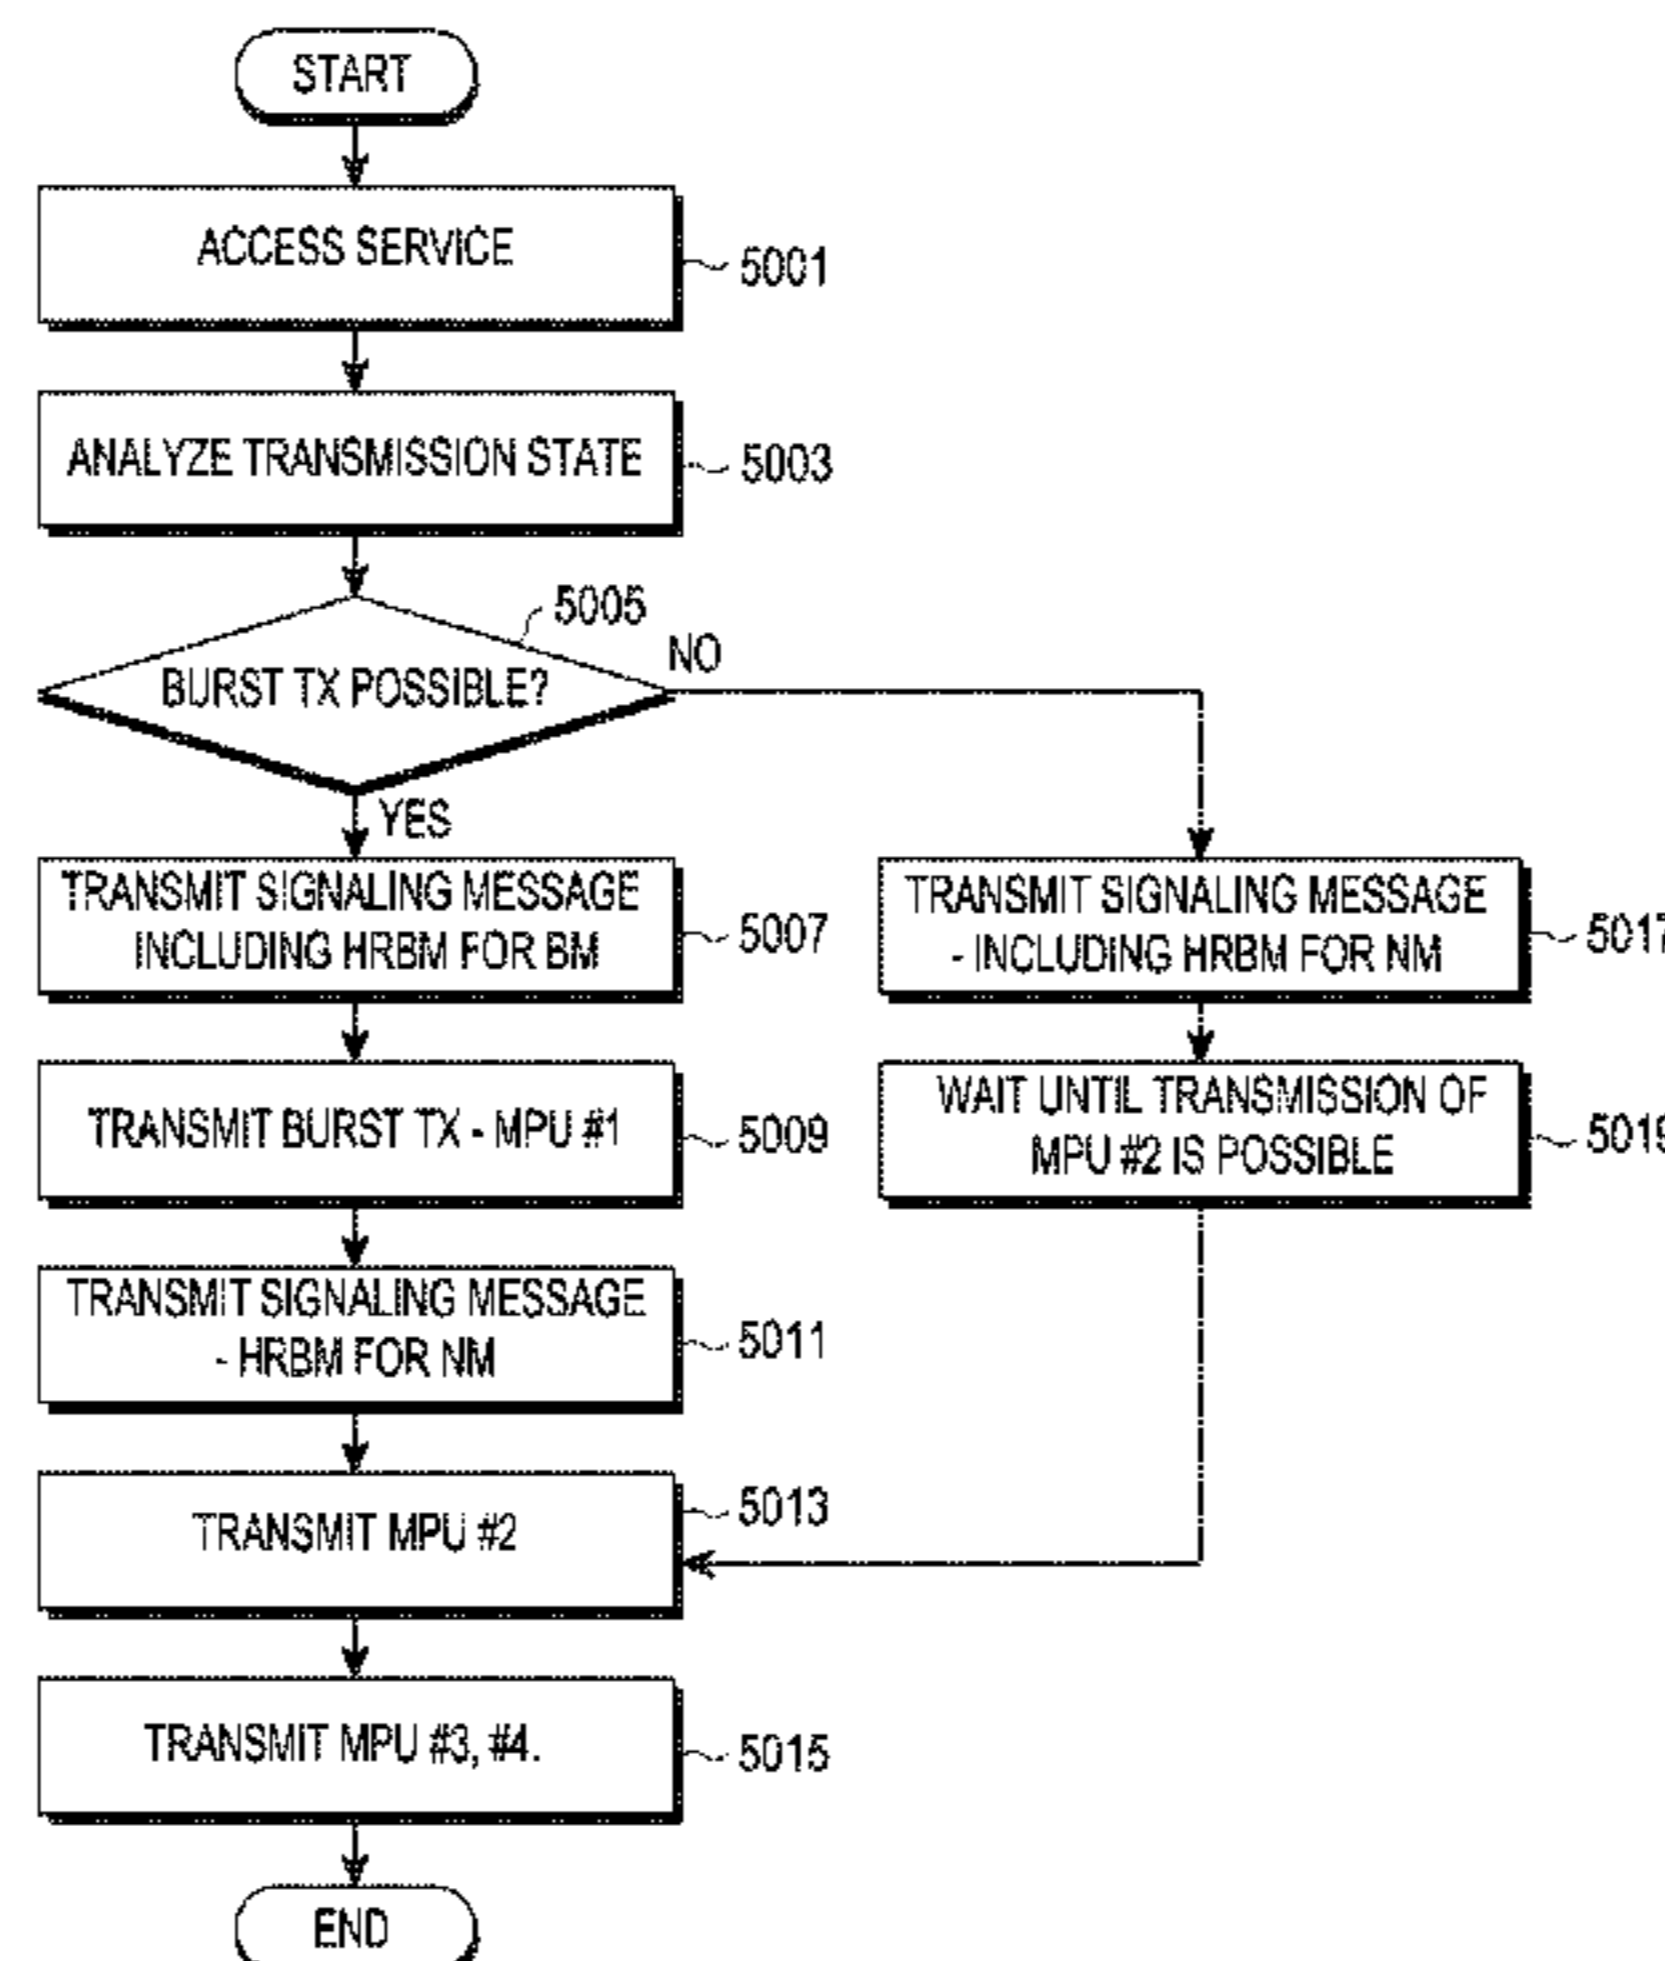 START
ACCESS SERVICE
5001
ANALYZE TRANSMISSION STATE
5003
5005
BURST TX POSSIBLE?
NO
YES
TRANSMIT SIGNALING MESSAGE
INCLUDING HRBM FOR BM
5007
TRANSMIT SIGNALING MESSAGE
- INCLUDING HRBM FOR NM
5017
TRANSMIT BURST TX - MPU #1
5009
WAIT UNTIL TRANSMISSION OF
MPU #2 IS POSSIBLE
5019
TRANSMIT SIGNALING MESSAGE
- HRBM FOR NM
5011
TRANSMIT MPU #2
5013
TRANSMIT MPU #3, #4.
5015
END